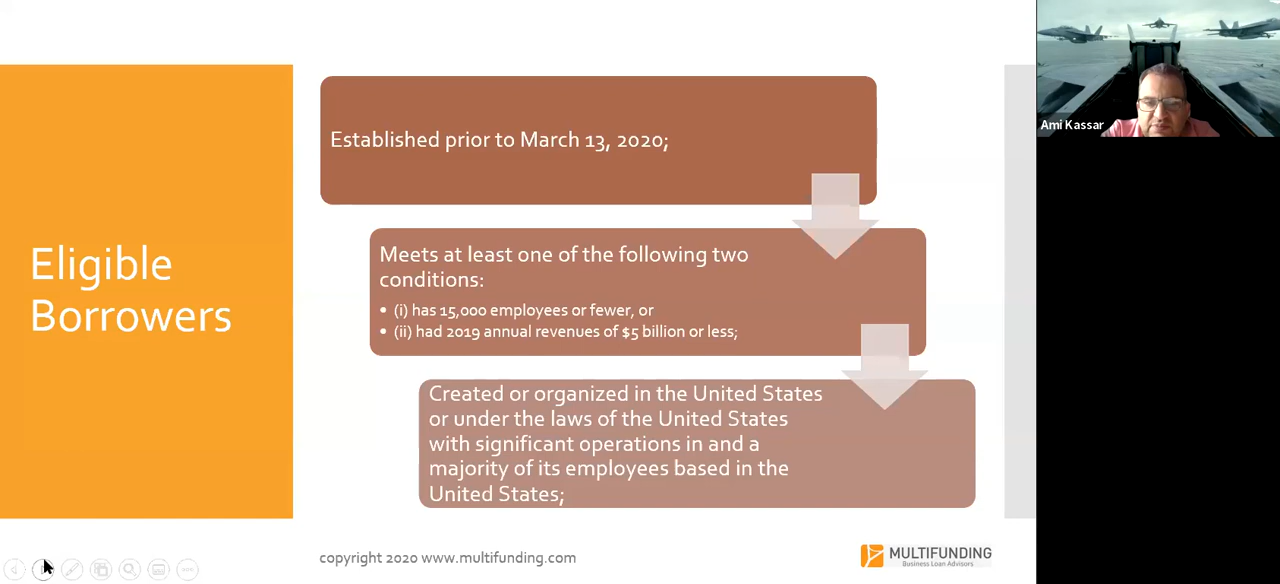 Eligible
Borrowers
Established prior to March 13, 2020;
Meets at least one of the following two
conditions:
• (i) has 15,000 employees or fewer, or
• (ii) had 2019 annual revenues of $5 billion or less;
Created or organized in the United States
or under the laws of the United States
with significant operations in and a
majority of its employees based in the
United States;
copyright 2020 www.multifunding.com
MULTIFUNDING
Business Loan Advisors
Ami Kassar